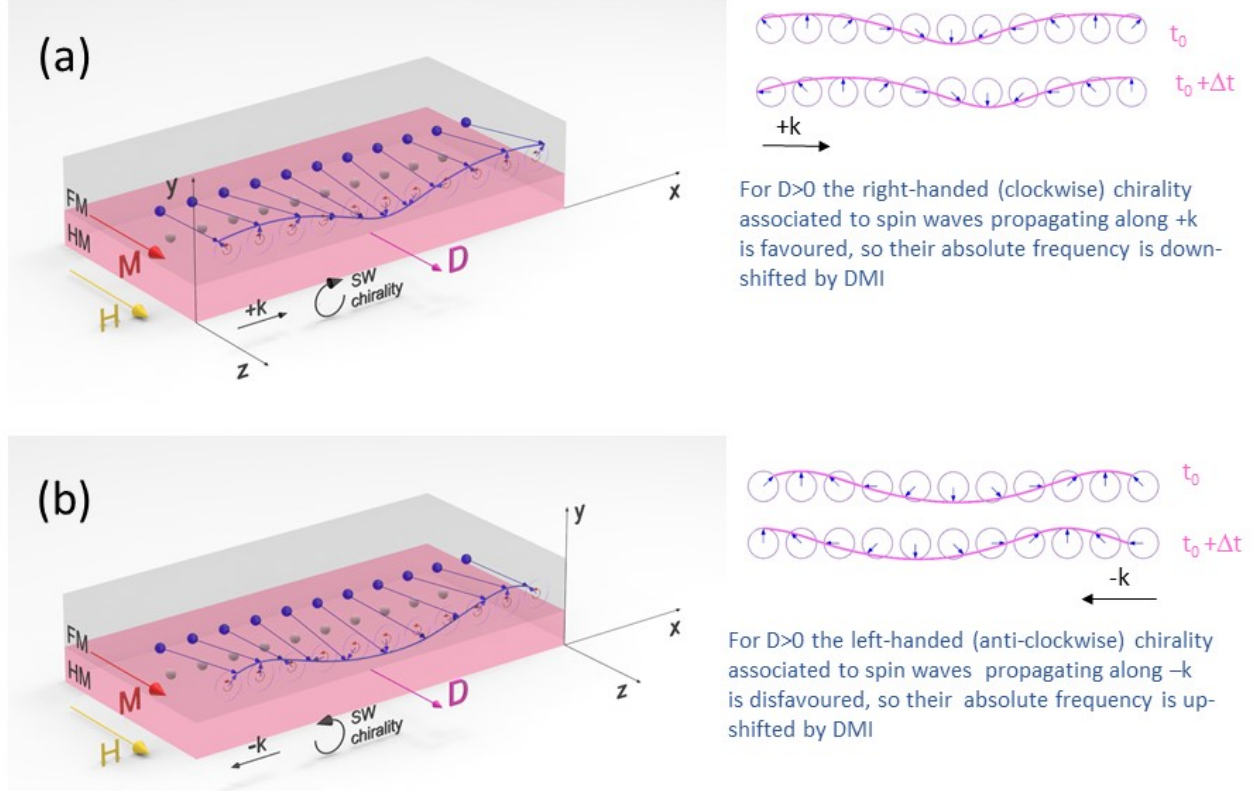 (a)
t₀
t₀ +Δt
+k
For D>0 the right-handed (clockwise) chirality
associated to spin waves propagating along +k
is favoured, so their absolute frequency is down-
shifted by DMI
y
x
FM
HM
M
D
SW
chirality
H
+k
z
(b)
t₀
t₀ +Δt
-k
For D>0 the left-handed (anti-clockwise) chirality
associated to spin waves propagating along –k
is disfavoured, so their absolute frequency is up-
shifted by DMI
y
x
FM
HM
M
D
z
SW
chirality
H
-k